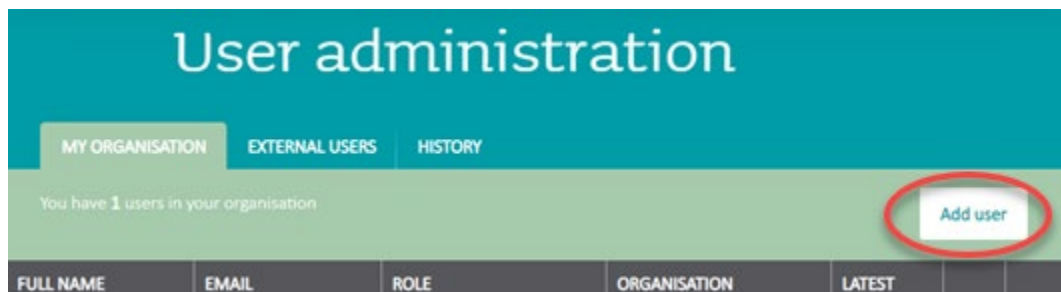 User administration
MY ORGANISATION EXTERNAL USERS HISTORY
You have 1 users in your organisation
Add user
FULL NAME EMAIL ROLE ORGANISATION LATEST